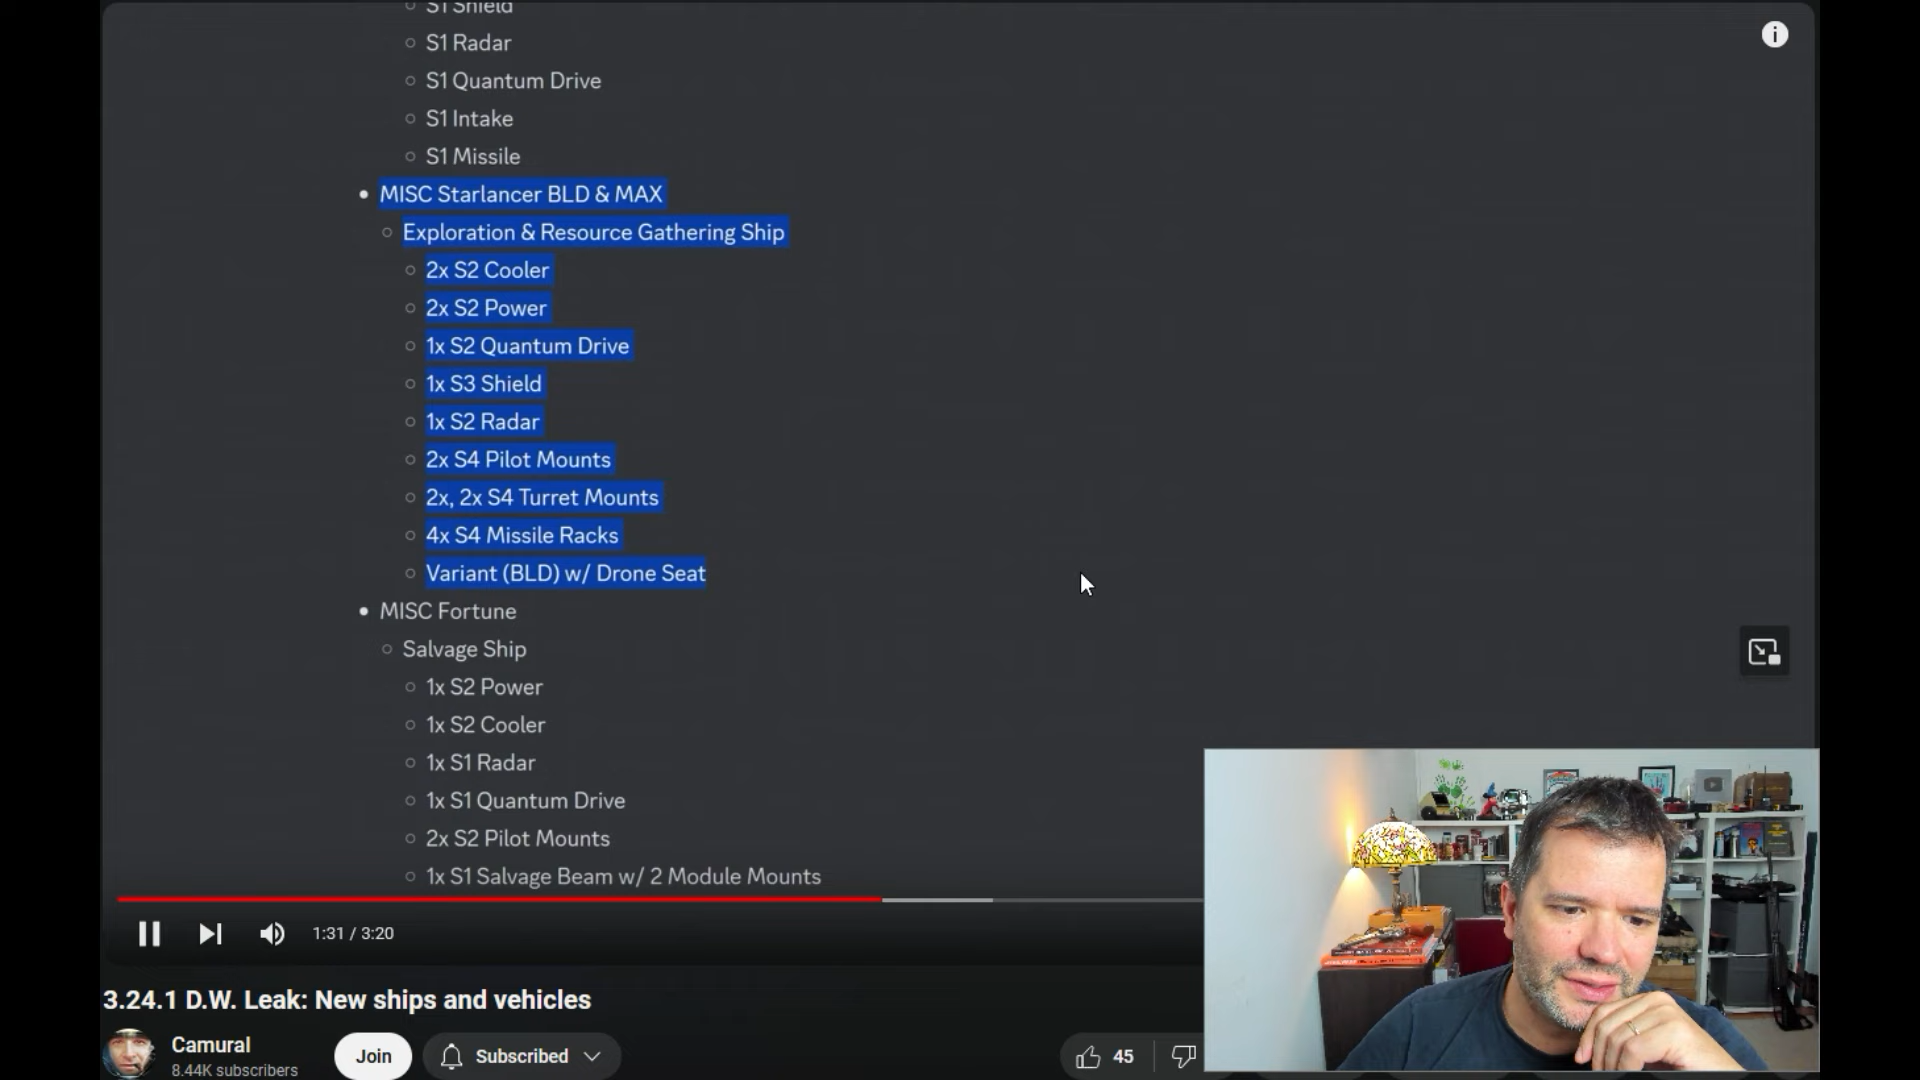 S1 Shield
S1 Radar
S1 Quantum Drive
S1 Intake
S1 Missile
MISC Starlancer BLD & MAX
Exploration & Resource Gathering Ship
2x S2 Cooler
2x S2 Power
1x S2 Quantum Drive
1x S3 Shield
1x S2 Radar
2x S4 Pilot Mounts
2x, 2x S4 Turret Mounts
4x S4 Missile Racks
Variant (BLD) w/ Drone Seat
MISC Fortune
Salvage Ship
1x S2 Power
1x S2 Cooler
1x S1 Radar
1x S1 Quantum Drive
2x S2 Pilot Mounts
1x S1 Salvage Beam w/ 2 Module Mounts
1:31 / 3:20
3.24.1 D.W. Leak: New ships and vehicles
Camural
8.44K subscribers
Join
Subscribed
45